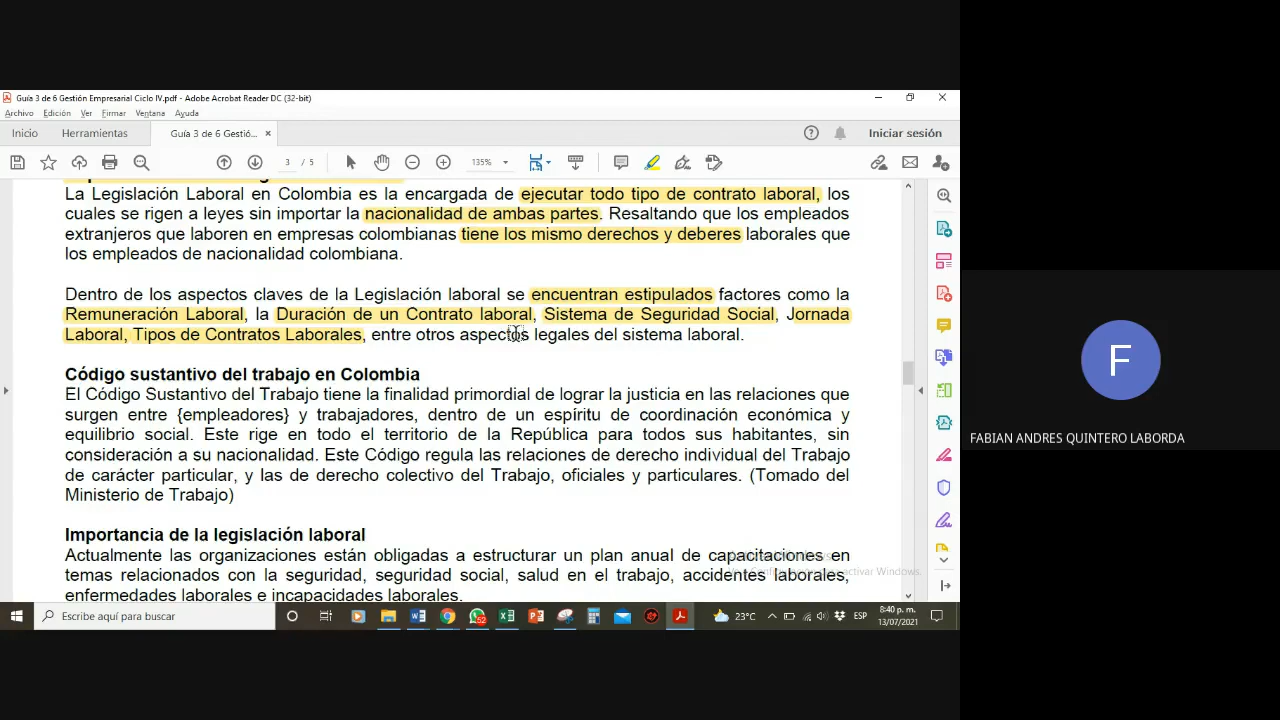 Guía 3 de 6 Gestión Empresarial Ciclo IV.pdf - Adobe Acrobat Reader DC (32-bit)
Archivo Edición Ver Firmar Ventana Ayuda
Inicio Herramientas Guía 3 de 6 Gestió... × Iniciar sesión
3 / 5 135%
La Legislación Laboral en Colombia es la encargada de ejecutar todo tipo de contrato laboral, los
cuales se rigen a leyes sin importar la nacionalidad de ambas partes. Resaltando que los empleados
extranjeros que laboren en empresas colombianas tiene los mismo derechos y deberes laborales que
los empleados de nacionalidad colombiana.
Dentro de los aspectos claves de la Legislación laboral se encuentran estipulados factores como la
Remuneración Laboral, la Duración de un Contrato laboral, Sistema de Seguridad Social, Jornada
Laboral, Tipos de Contratos Laborales, entre otros aspectos legales del sistema laboral.
Código sustantivo del trabajo en Colombia
El Código Sustantivo del Trabajo tiene la finalidad primordial de lograr la justicia en las relaciones que
surgen entre {empleadores} y trabajadores, dentro de un espíritu de coordinación económica y
equilibrio social. Este rige en todo el territorio de la República para todos sus habitantes, sin
consideración a su nacionalidad. Este Código regula las relaciones de derecho individual del Trabajo
de carácter particular, y las de derecho colectivo del Trabajo, oficiales y particulares. (Tomado del
Ministerio de Trabajo)
Importancia de la legislación laboral
Actualmente las organizaciones están obligadas a estructurar un plan anual de capacitaciones en
temas relacionados con la seguridad, seguridad social, salud en el trabajo, accidentes laborales,
enfermedades laborales e incapacidades laborales.
Escribe aquí para buscar
52
23°C
ESP
8:40 p. m.
13/07/2021
F
FABIAN ANDRES QUINTERO LABORDA